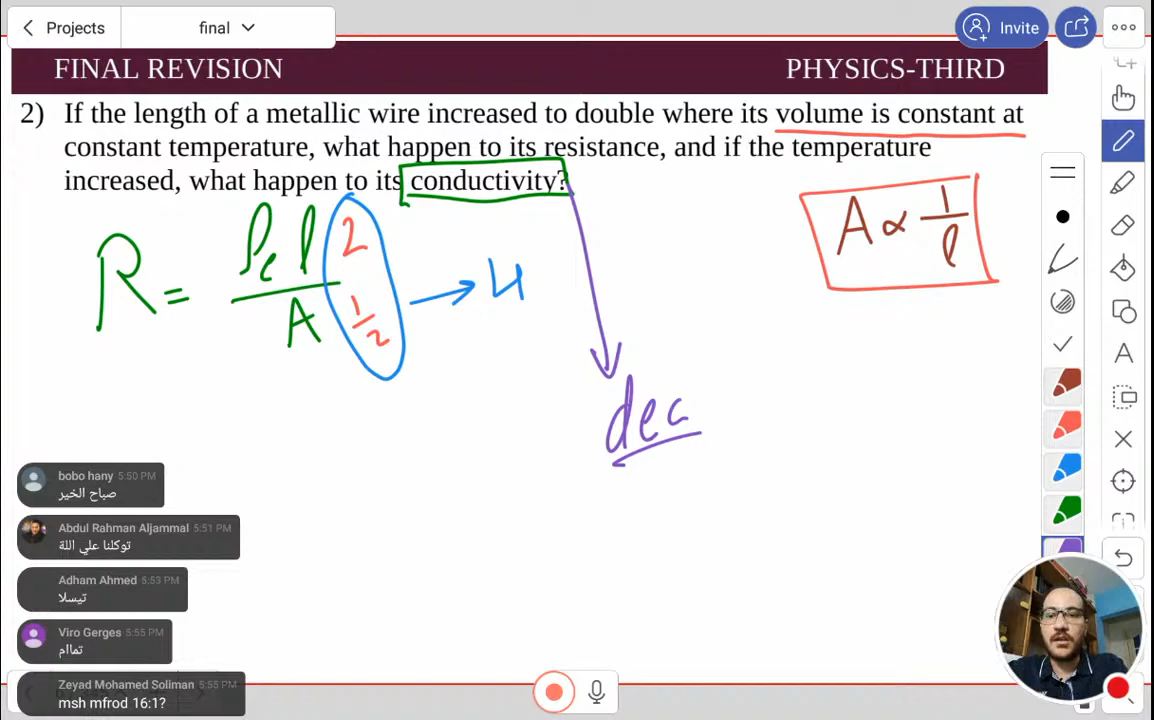 Projects
final
Invite
FINAL REVISION
PHYSICS-THIRD
2) If the length of a metallic wire increased to double where its volume is constant at
constant temperature, what happen to its resistance, and if the temperature
increased, what happen to its conductivity?
A ∝ 1/l
R = ρₑ l 2 / A 1/2 → 4
dec
A
bobo hany 5:50 PM
صباح الخير
Abdul Rahman Aljammal 5:51 PM
توكلنا علي اللة
Adham Ahmed 5:53 PM
تيسلا
Viro Gerges 5:55 PM
تماام
Zeyad Mohamed Soliman 5:55 PM
msh mfrod 16:1?